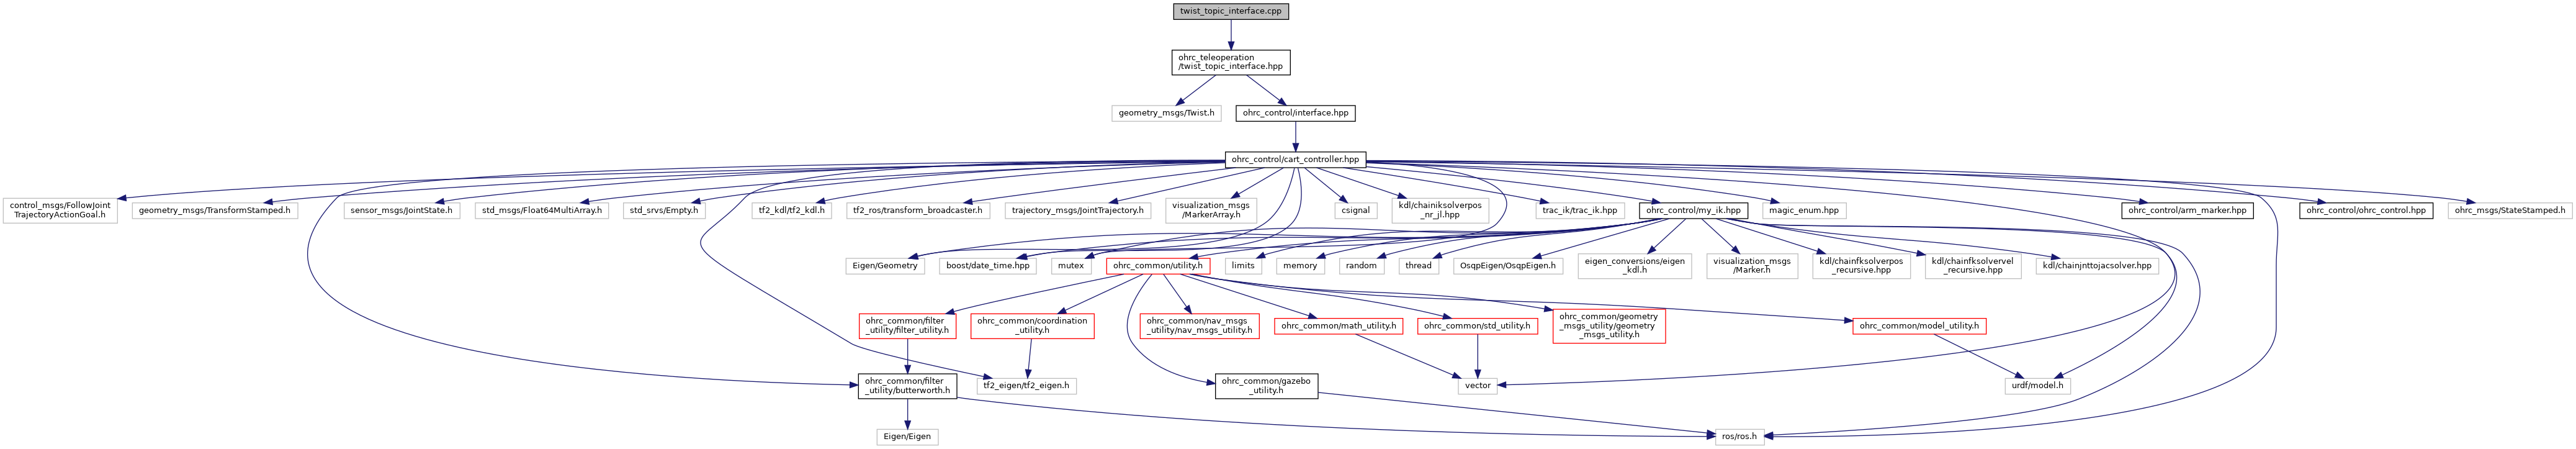 twist_topic_interface.cpp
ohrc_teleoperation
/twist_topic_interface.hpp
geometry_msgs/Twist.h
ohrc_control/interface.hpp
ohrc_control/cart_controller.hpp
control_msgs/FollowJoint
TrajectoryActionGoal.h
geometry_msgs/TransformStamped.h
sensor_msgs/JointState.h
std_msgs/Float64MultiArray.h
std_srvs/Empty.h
tf2_kdl/tf2_kdl.h
tf2_ros/transform_broadcaster.h
trajectory_msgs/JointTrajectory.h
visualization_msgs
/MarkerArray.h
csignal
kdl/chainiksolverpos
_nr_jl.hpp
trac_ik/trac_ik.hpp
ohrc_control/my_ik.hpp
magic_enum.hpp
ohrc_control/arm_marker.hpp
ohrc_control/ohrc_control.hpp
ohrc_msgs/StateStamped.h
Eigen/Geometry
boost/date_time.hpp
mutex
ohrc_common/utility.h
limits
memory
random
thread
OsqpEigen/OsqpEigen.h
eigen_conversions/eigen
_kdl.h
visualization_msgs
/Marker.h
kdl/chainfksolverpos
_recursive.hpp
kdl/chainfksolvervel
_recursive.hpp
kdl/chainjnttojacsolver.hpp
ohrc_common/filter
_utility/filter_utility.h
ohrc_common/coordination
_utility.h
ohrc_common/nav_msgs
_utility/nav_msgs_utility.h
ohrc_common/math_utility.h
ohrc_common/std_utility.h
ohrc_common/geometry
_msgs_utility/geometry
_msgs_utility.h
ohrc_common/model_utility.h
ohrc_common/filter
_utility/butterworth.h
tf2_eigen/tf2_eigen.h
ohrc_common/gazebo
_utility.h
vector
urdf/model.h
Eigen/Eigen
ros/ros.h